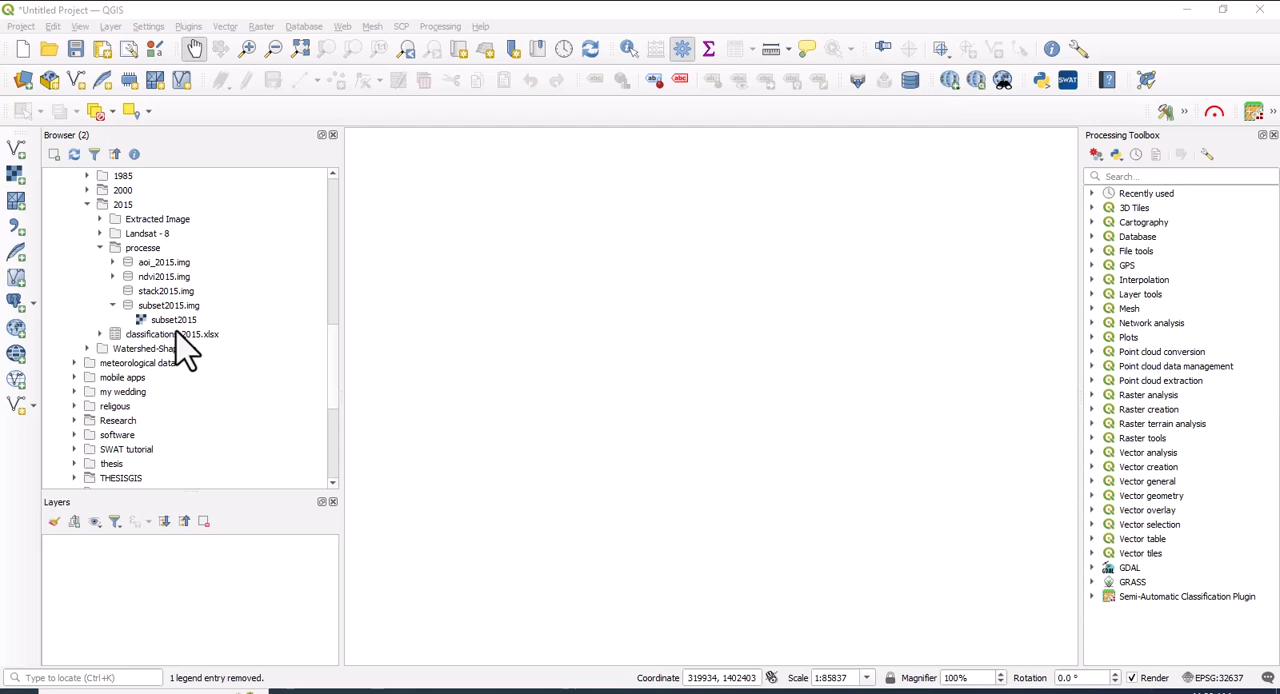 *Untitled Project — QGIS
Project Edit View Layer Settings Plugins Vector Raster Database Web Mesh SCP Processing Help
Browser (2)
1985
2000
2015
Extracted Image
Landsat - 8
processe
aoi_2015.img
ndvi2015.img
stack2015.img
subset2015.img
subset2015
meteorological data
mobile apps
my wedding
religous
Research
software
SWAT tutorial
thesis
THESISGIS
Layers
Processing Toolbox
Search...
Recently used
3D Tiles
Cartography
Database
File tools
GPS
Interpolation
Layer tools
Mesh
Network analysis
Plots
Point cloud conversion
Point cloud data management
Point cloud extraction
Raster analysis
Raster creation
Raster terrain analysis
Raster tools
Vector analysis
Vector creation
Vector general
Vector geometry
Vector overlay
Vector selection
Vector table
Vector tiles
GDAL
GRASS
Semi-Automatic Classification Plugin
Type to locate (Ctrl+K) 1 legend entry removed. Coordinate 319934, 1402403 Scale 1:85837 Magnifier 100% Rotation 0.0 ° Render EPSG:32637